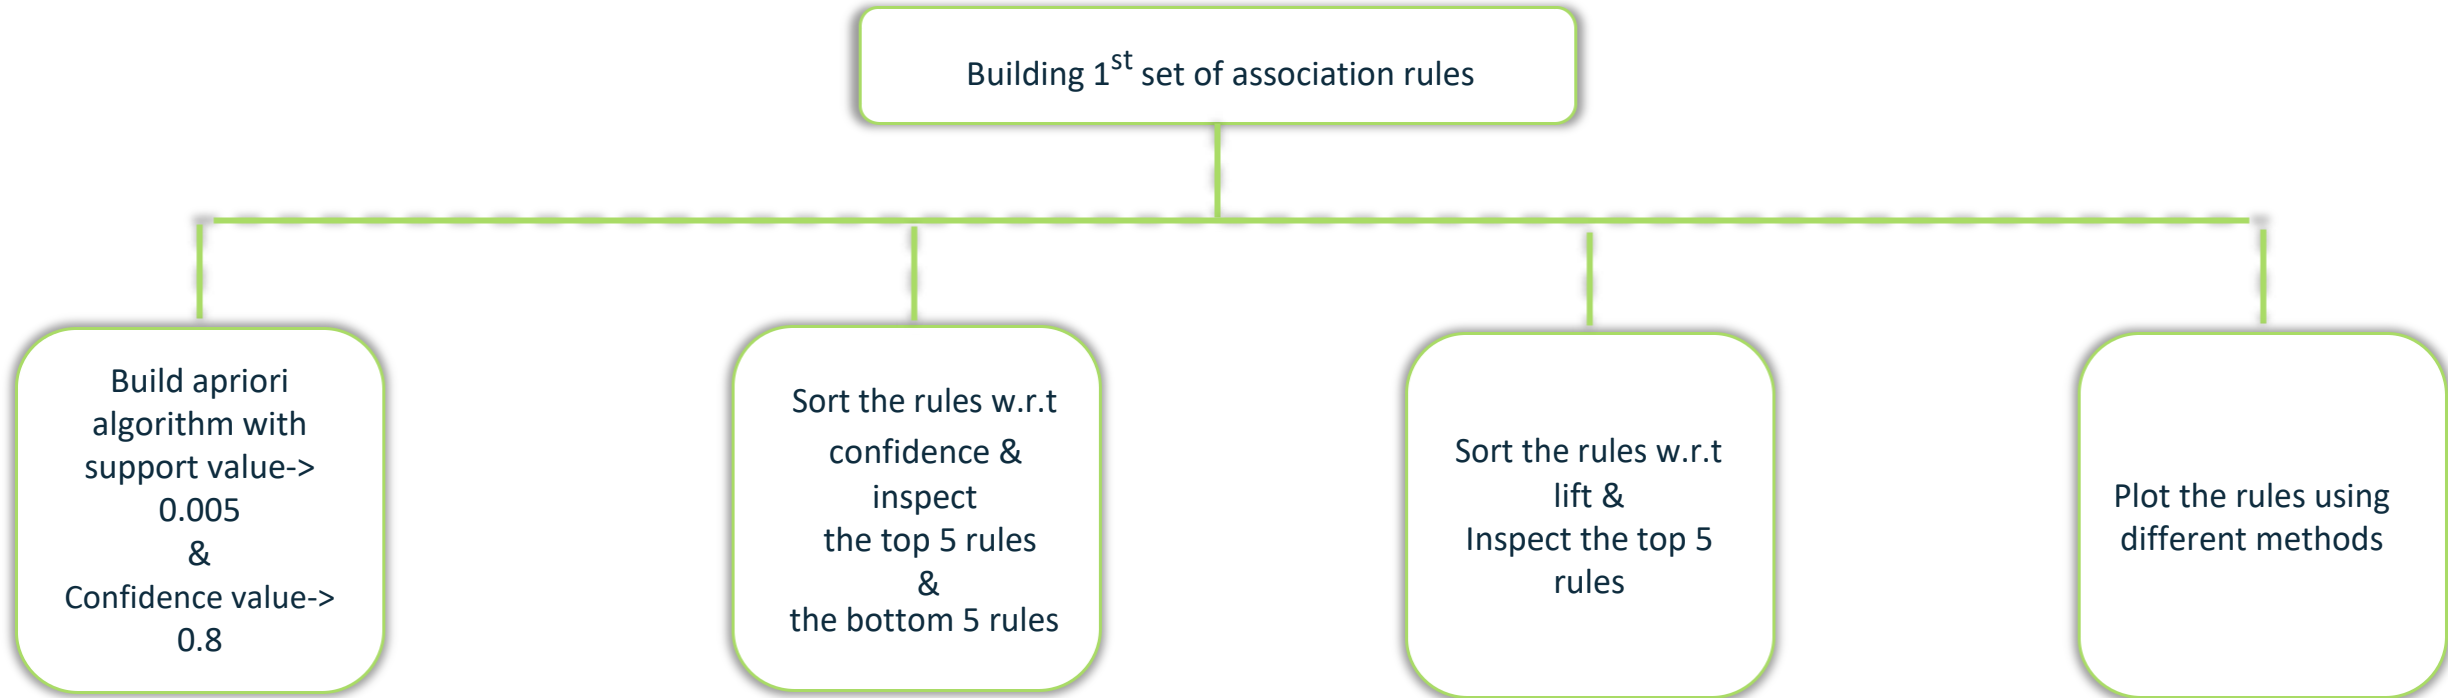 Building 1st set of association rules
Build apriori
algorithm with
support value->
0.005
&
Confidence value->
0.8
Sort the rules w.r.t
confidence &
inspect
the top 5 rules
&
the bottom 5 rules
Sort the rules w.r.t
lift &
Inspect the top 5
rules
Plot the rules using
different methods